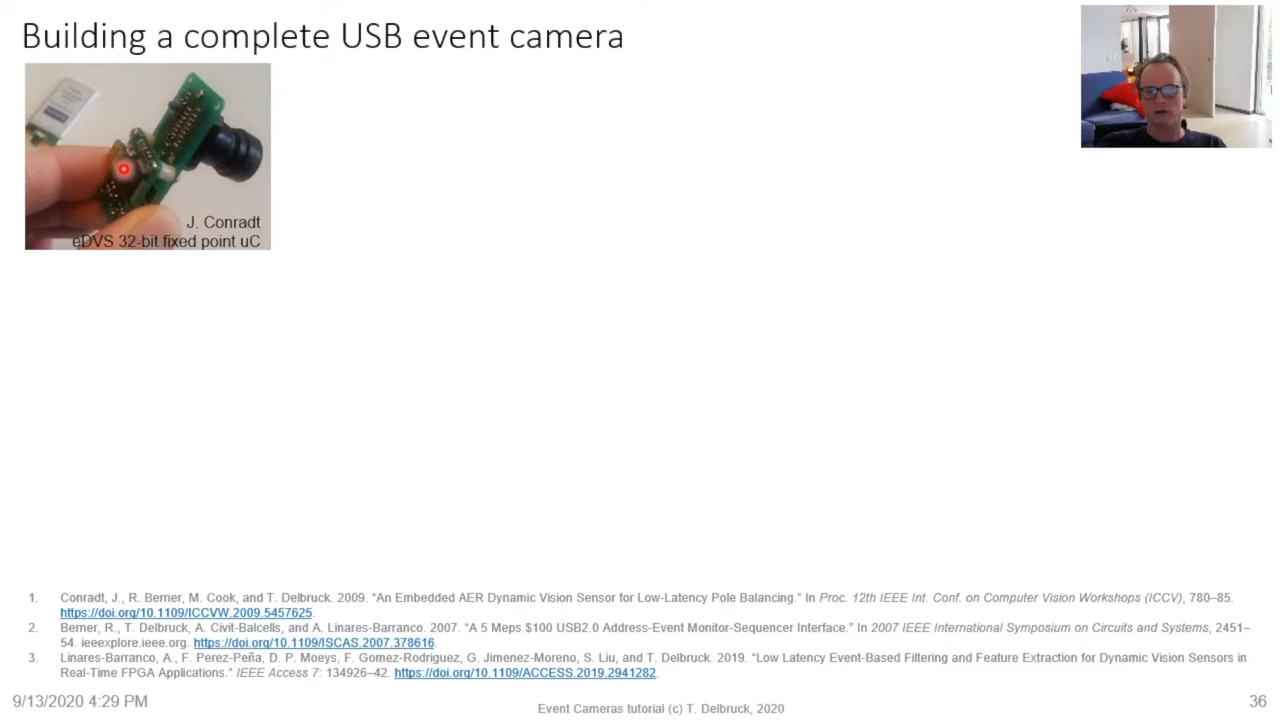 Building a complete USB event camera
J. Conradt
eDVS 32-bit fixed point uC
1. Conradt, J., R. Berner, M. Cook, and T. Delbruck. 2009. “An Embedded AER Dynamic Vision Sensor for Low-Latency Pole Balancing.” In Proc. 12th IEEE Int. Conf. on Computer Vision Workshops (ICCV), 780–85.
https://doi.org/10.1109/ICCVW.2009.5457625.
2. Berner, R., T. Delbruck, A. Civit-Balcells, and A. Linares-Barranco. 2007. “A 5 Meps $100 USB2.0 Address-Event Monitor-Sequencer Interface.” In 2007 IEEE International Symposium on Circuits and Systems, 2451–
54. ieeexplore.ieee.org. https://doi.org/10.1109/ISCAS.2007.378616.
3. Linares-Barranco, A., F. Perez-Peña, D. P. Moeys, F. Gomez-Rodriguez, G. Jimenez-Moreno, S. Liu, and T. Delbruck. 2019. “Low Latency Event-Based Filtering and Feature Extraction for Dynamic Vision Sensors in
Real-Time FPGA Applications.” IEEE Access 7: 134926–42. https://doi.org/10.1109/ACCESS.2019.2941282.
9/13/2020 4:29 PM
Event Cameras tutorial (c) T. Delbruck, 2020
36